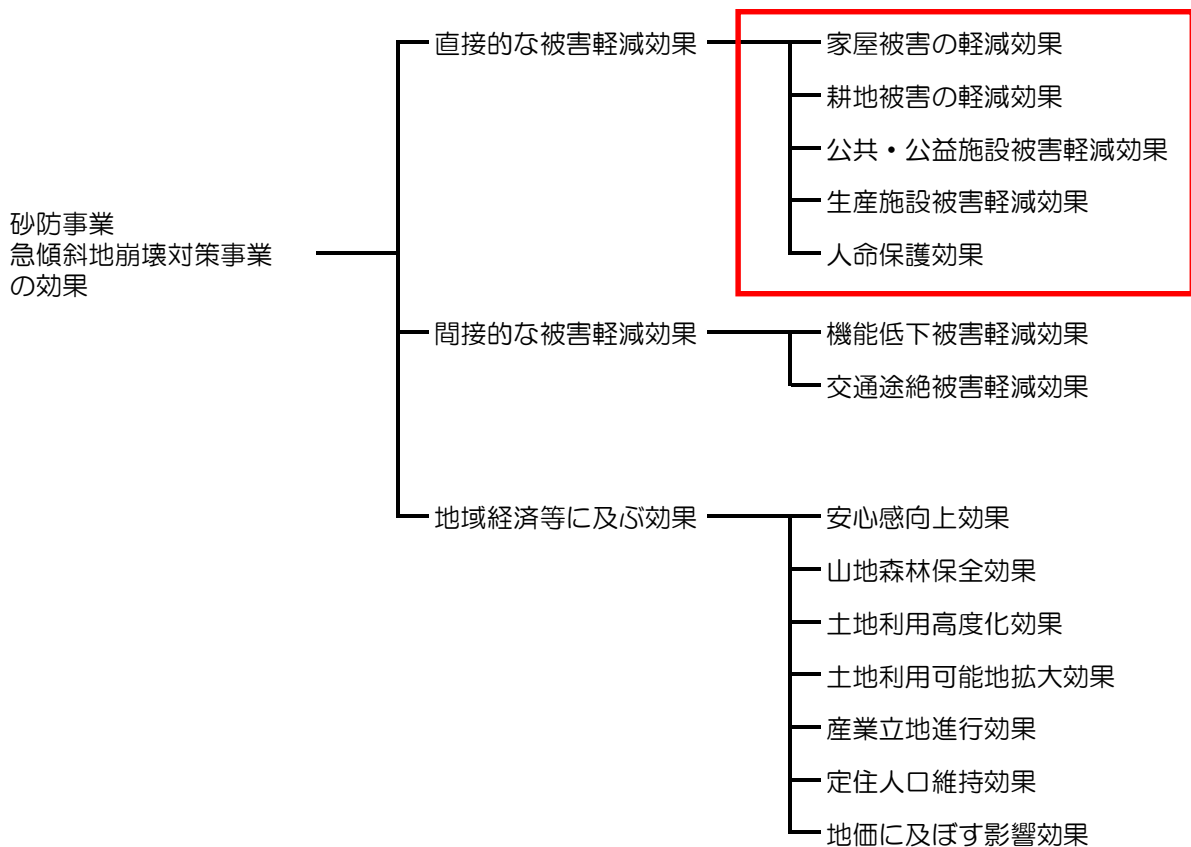 砂防事業
急傾斜地崩壊対策事業
の効果
直接的な被害軽減効果
家屋被害の軽減効果
耕地被害の軽減効果
公共・公益施設被害軽減効果
生産施設被害軽減効果
人命保護効果
間接的な被害軽減効果
機能低下被害軽減効果
交通途絶被害軽減効果
地域経済等に及ぶ効果
安心感向上効果
山地森林保全効果
土地利用高度化効果
土地利用可能地拡大効果
産業立地進行効果
定住人口維持効果
地価に及ぼす影響効果